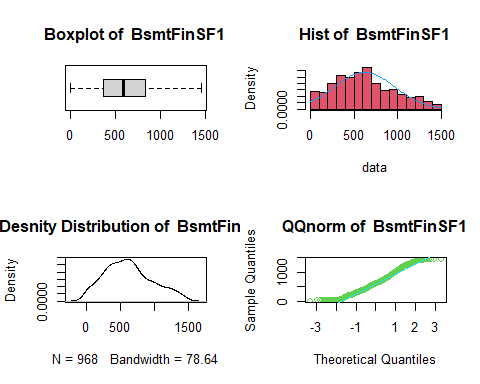 Boxplot of BsmtFinSF1
0 500 1000 1500
Hist of BsmtFinSF1
Density
0.0000
0 500 1000 1500
data
Desnity Distribution of BsmtFin
Density
0.0000
0 500 1500
N = 968 Bandwidth = 78.64
QQnorm of BsmtFinSF1
Sample Quantiles
0 1000
-3 -1 1 2 3
Theoretical Quantiles